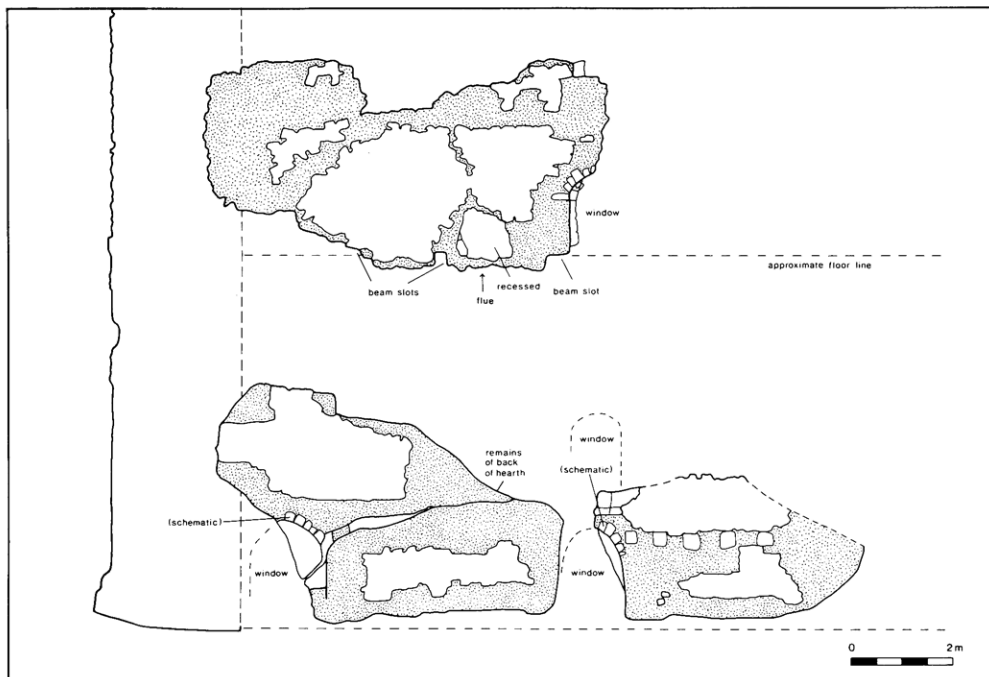 window
approximate floor line
beam slots
recessed
beam slot
flue
window
(schematic)
remains
of back
of hearth
(schematic)
window
window
0 2m